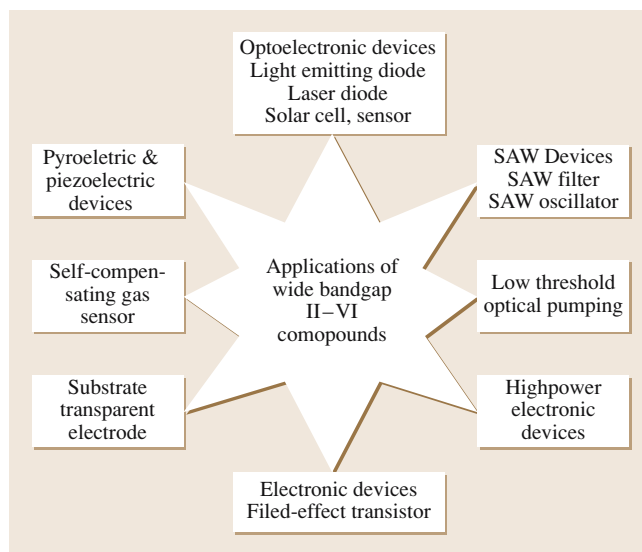 Optoelectronic devices
Light emitting diode
Laser diode
Solar cell, sensor
Pyroeletric &
piezoelectric
devices
SAW Devices
SAW filter
SAW oscillator
Self-compen-
sating gas
sensor
Applications of
wide bandgap
II–VI
comopounds
Low threshold
optical pumping
Substrate
transparent
electrode
Highpower
electronic
devices
Electronic devices
Filed-effect transistor